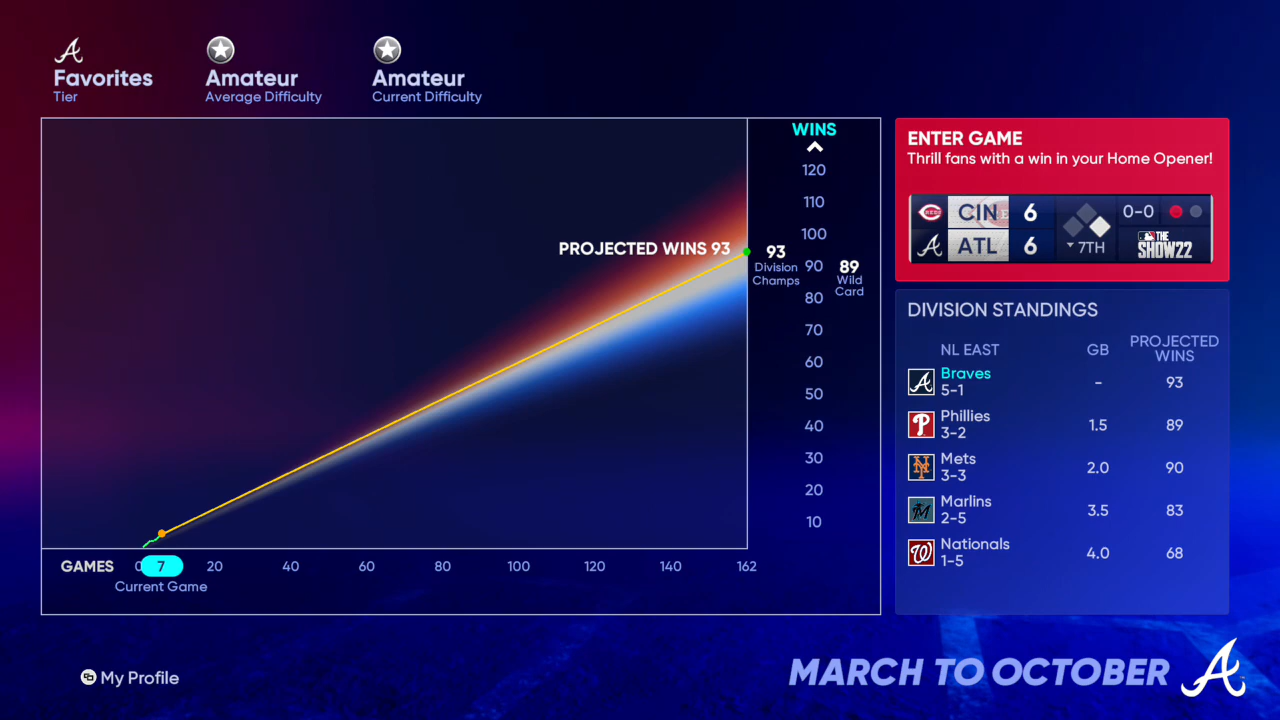 Favorites
Tier
Amateur
Average Difficulty
Amateur
Current Difficulty
WINS
120
110
100
90
80
70
60
50
40
30
20
10
PROJECTED WINS 93
93
Division
Champs
89
Wild
Card
GAMES 0 7 20 40 60 80 100 120 140 162
Current Game
ENTER GAME
Thrill fans with a win in your Home Opener!
REDS CIN 6 0-0
ATL 6 7TH MLB THE SHOW22
DIVISION STANDINGS
NL EAST GB PROJECTED WINS
Braves
5-1 - 93
Phillies
3-2 1.5 89
Mets
3-3 2.0 90
Marlins
2-5 3.5 83
Nationals
1-5 4.0 68
My Profile
MARCH TO OCTOBER